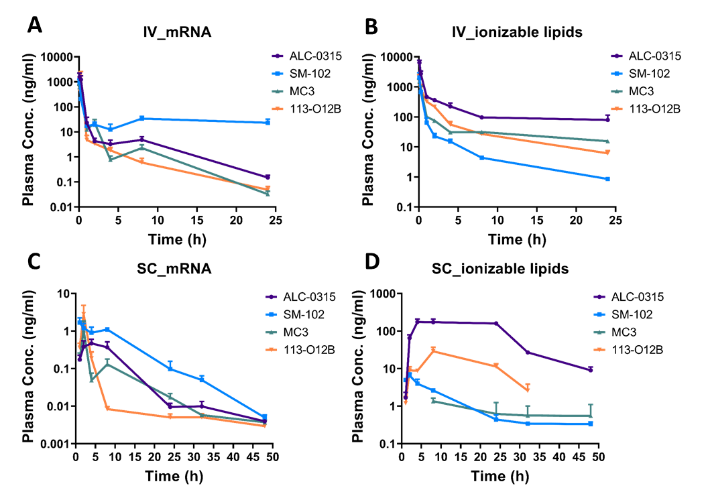 A
IV_mRNA
Plasma Conc. (ng/ml)
10000
1000
100
10
1
0.1
0.01
0 5 10 15 20 25
Time (h)
ALC-0315
SM-102
MC3
113-O12B
B
IV_ionizable lipids
Plasma Conc. (ng/ml)
10000
1000
100
10
1
0.1
0 5 10 15 20 25
Time (h)
ALC-0315
SM-102
MC3
113-O12B
C
SC_mRNA
Plasma Conc. (ng/ml)
10
1
0.1
0.01
0.001
0 5 10 15 20 25 30 35 40 45 50
Time (h)
ALC-0315
SM-102
MC3
113-O12B
D
SC_ionizable lipids
Plasma Conc. (ng/ml)
1000
100
10
1
0.1
0 5 10 15 20 25 30 35 40 45 50
Time (h)
ALC-0315
SM-102
MC3
113-O12B